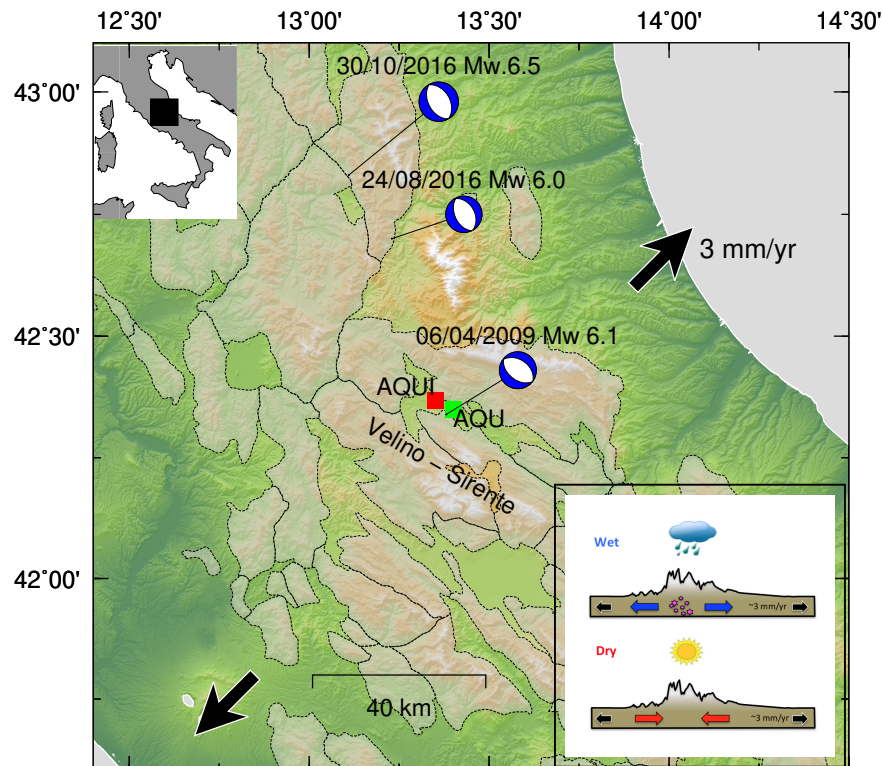 12°30'
13°00'
13°30'
14°00'
14°30'
43°00'
30/10/2016 Mw.6.5
24/08/2016 Mw 6.0
3 mm/yr
42°30'
06/04/2009 Mw 6.1
AQUI
AQU
Velino – Sirente
42°00'
40 km
Wet
~3 mm/yr
Dry
~3 mm/yr